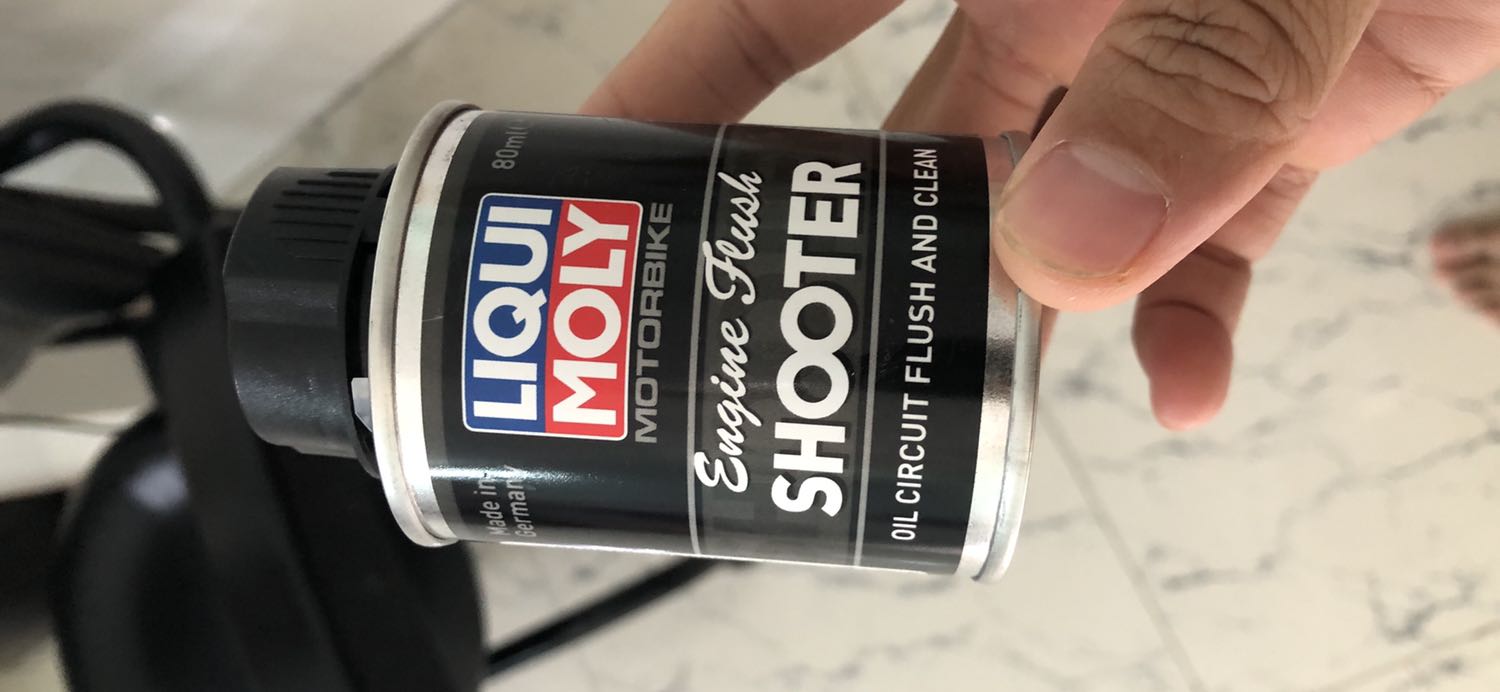 80ml
LIQUI
MOLY
MOTORBIKE
Made in
Germany
Engine Flush
SHOOTER
OIL CIRCUIT FLUSH AND CLEAN